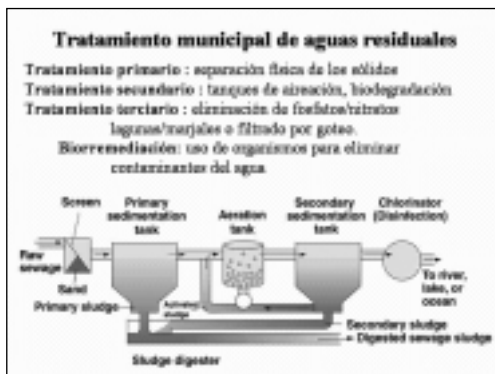 Tratamiento municipal de aguas residuales
Tratamiento primario : separación física de los sólidos
Tratamiento secundario : tanques de aireación, biodegradación
Tratamiento terciario : eliminación de fosfatos/nitratos
lagunas/marjales o filtrado por goteo.
Biorremediación: uso de organismos para eliminar
contaminantes del agua
Screen
Primary
sedimentation
tank
Aeration
tank
Secondary
sedimentation
tank
Chlorinator
(Disinfection)
Raw
sewage
Sand
To river,
lake, or
ocean
Primary sludge
Activated
sludge
Secondary sludge
Digested sewage sludge
Sludge digester